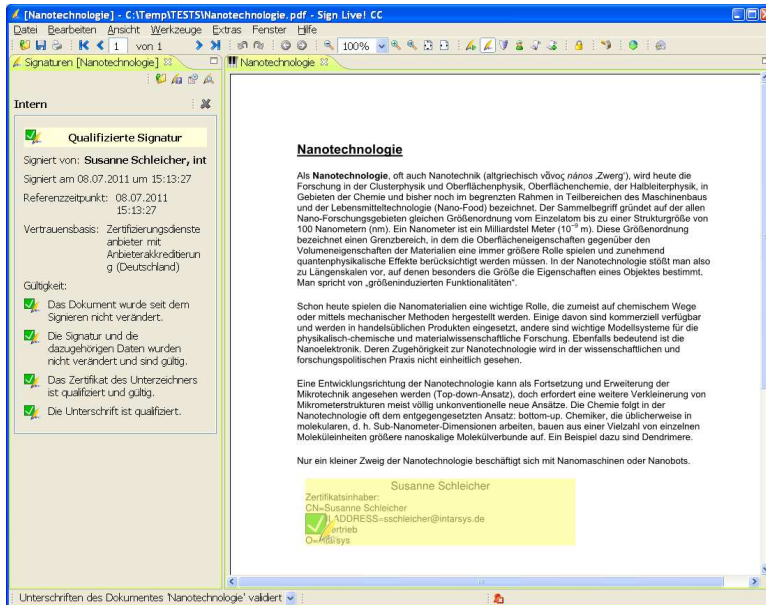 [Nanotechnologie] - C:\Temp\TESTS\Nanotechnologie.pdf - Sign Live! CC
Datei Bearbeiten Ansicht Werkzeuge Extras Fenster Hilfe
1 von 1 100%
Signaturen [Nanotechnologie]
Intern
Qualifizierte Signatur
Signiert von: Susanne Schleicher, int
Signiert am 08.07.2011 um 15:13:27
Referenzzeitpunkt: 08.07.2011
15:13:27
Vertrauensbasis: Zertifizierungsdienste
anbieter mit
Anbieterakkreditierun
g (Deutschland)
Gültigkeit:
Das Dokument wurde seit dem
Signieren nicht verändert.
Die Signatur und die
dazugehörigen Daten wurden
nicht verändert und sind gültig.
Das Zertifikat des Unterzeichners
ist qualifiziert und gültig.
Die Unterschrift ist qualifiziert.
Nanotechnologie
Nanotechnologie
Als Nanotechnologie, oft auch Nanotechnik (altgriechisch νᾶνος nános ‚Zwerg‘), wird heute die
Forschung in der Clusterphysik und Oberflächenphysik, Oberflächenchemie, der Halbleiterphysik, in
Gebieten der Chemie und bisher noch im begrenzten Rahmen in Teilbereichen des Maschinenbaus
und der Lebensmitteltechnologie (Nano-Food) bezeichnet. Der Sammelbegriff gründet auf der allen
Nano-Forschungsgebieten gleichen Größenordnung vom Einzelatom bis zu einer Strukturgröße von
100 Nanometern (nm). Ein Nanometer ist ein Milliardstel Meter (10⁻⁹ m). Diese Größenordnung
bezeichnet einen Grenzbereich, in dem die Oberflächeneigenschaften gegenüber den
Volumeneigenschaften der Materialien eine immer größere Rolle spielen und zunehmend
quantenphysikalische Effekte berücksichtigt werden müssen. In der Nanotechnologie stößt man also
zu Längenskalen vor, auf denen besonders die Größe die Eigenschaften eines Objektes bestimmt.
Man spricht von „größeninduzierten Funktionalitäten“.
Schon heute spielen die Nanomaterialien eine wichtige Rolle, die zumeist auf chemischem Wege
oder mittels mechanischer Methoden hergestellt werden. Einige davon sind kommerziell verfügbar
und werden in handelsüblichen Produkten eingesetzt, andere sind wichtige Modellsysteme für die
physikalisch-chemische und materialwissenschaftliche Forschung. Ebenfalls bedeutend ist die
Nanoelektronik. Deren Zugehörigkeit zur Nanotechnologie wird in der wissenschaftlichen und
forschungspolitischen Praxis nicht einheitlich gesehen.
Eine Entwicklungsrichtung der Nanotechnologie kann als Fortsetzung und Erweiterung der
Mikrotechnik angesehen werden (Top-down-Ansatz), doch erfordert eine weitere Verkleinerung von
Mikrometerstrukturen meist völlig unkonventionelle neue Ansätze. Die Chemie folgt in der
Nanotechnologie oft dem entgegengesetzten Ansatz: bottom-up. Chemiker, die üblicherweise in
molekularen, d. h. Sub-Nanometer-Dimensionen arbeiten, bauen aus einer Vielzahl von einzelnen
Moleküleinheiten größere nanoskalige Molekülverbunde auf. Ein Beispiel dazu sind Dendrimere.
Nur ein kleiner Zweig der Nanotechnologie beschäftigt sich mit Nanomaschinen oder Nanobots.
Susanne Schleicher
Zertifikatsinhaber:
CN=Susanne Schleicher
LADDRESS=sschleicher@intarsys.de
ertrieb
O=intarsys
Unterschriften des Dokumentes 'Nanotechnologie' validiert